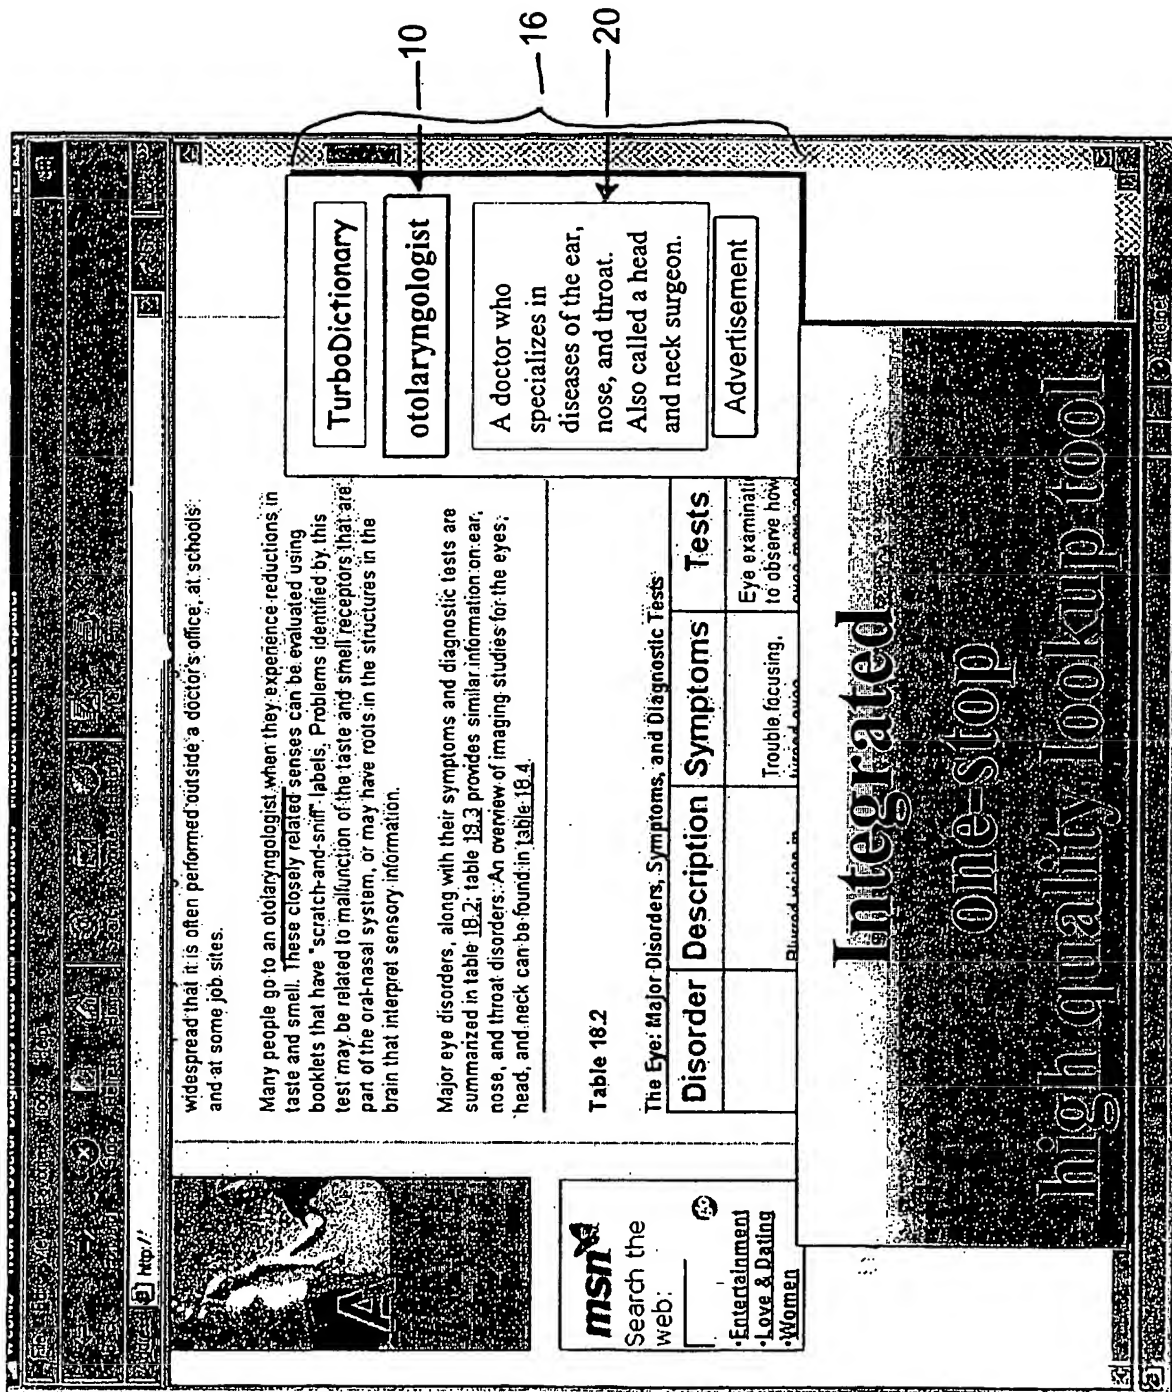 http://
widespread that it is often performed outside a doctor's office, at schools
and at some job sites.
Many people go to an otolaryngologist when they experience reductions in
taste and smell. These closely related senses can be evaluated using
booklets that have "scratch-and-sniff" labels. Problems identified by this
test may be related to malfunction of the taste and smell receptors that are
part of the oral-nasal system, or may have roots in the structures in the
brain that interpret sensory information.
Major eye disorders, along with their symptoms and diagnostic tests are
summarized in table 18.2; table 18.3 provides similar information on ear,
nose, and throat disorders. An overview of imaging studies for the eyes,
head, and neck can be found in table 18.4.
Table 18.2
The Eye: Major Disorders, Symptoms, and Diagnostic Tests
Disorder Description Symptoms Tests
Trouble focusing.
Eye examinati
to observe how
Blurred vision in
msn
Search the
web:
Go
·Entertainment
·Love & Dating
·Women
TurboDictionary
otolaryngologist
A doctor who
specializes in
diseases of the ear,
nose, and throat.
Also called a head
and neck surgeon.
Advertisement
Integrated
one-stop
high quality lookup tool
10
16
20